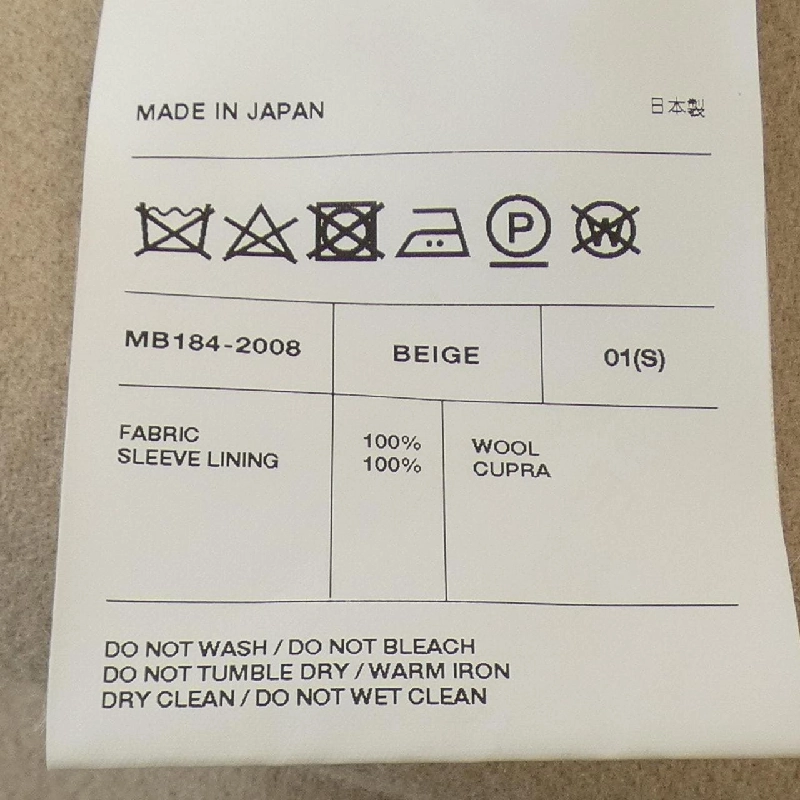 MADE IN JAPAN 日本製
P W
MB184-2008 BEIGE 01(S)
FABRIC 100% WOOL
SLEEVE LINING 100% CUPRA
DO NOT WASH / DO NOT BLEACH
DO NOT TUMBLE DRY / WARM IRON
DRY CLEAN / DO NOT WET CLEAN